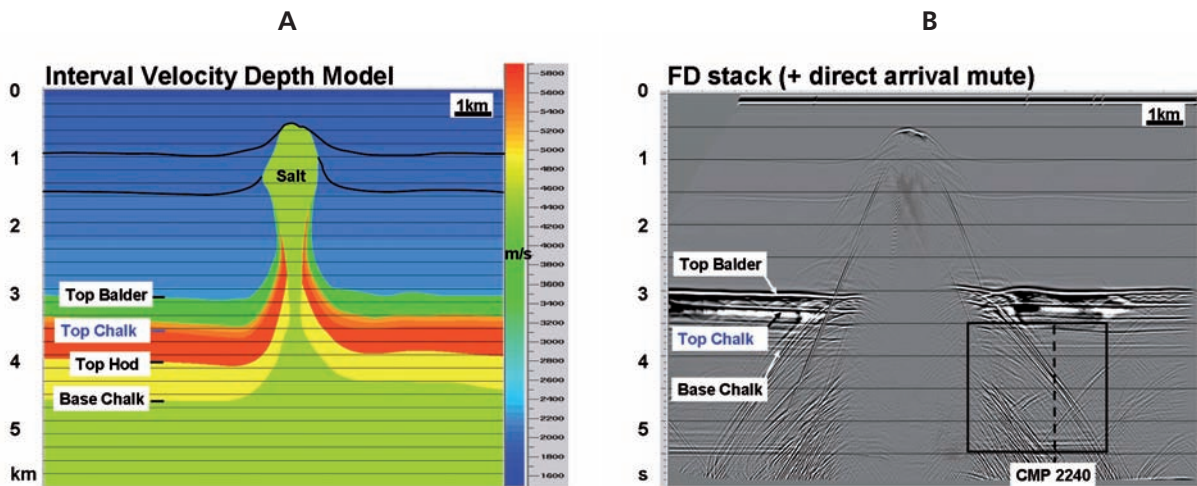 A
Interval Velocity Depth Model
0
1
2
3
4
5
km
1km
Salt
Top Balder
Top Chalk
Top Hod
Base Chalk
5800
5600
5400
5200
5000
4800
4600
4400
4200
4000
3800
m/s
3600
3400
3200
3000
2800
2600
2400
2200
2000
1800
1600
B
FD stack (+ direct arrival mute)
0
1
2
3
4
5
s
1km
Top Balder
Top Chalk
Base Chalk
CMP 2240